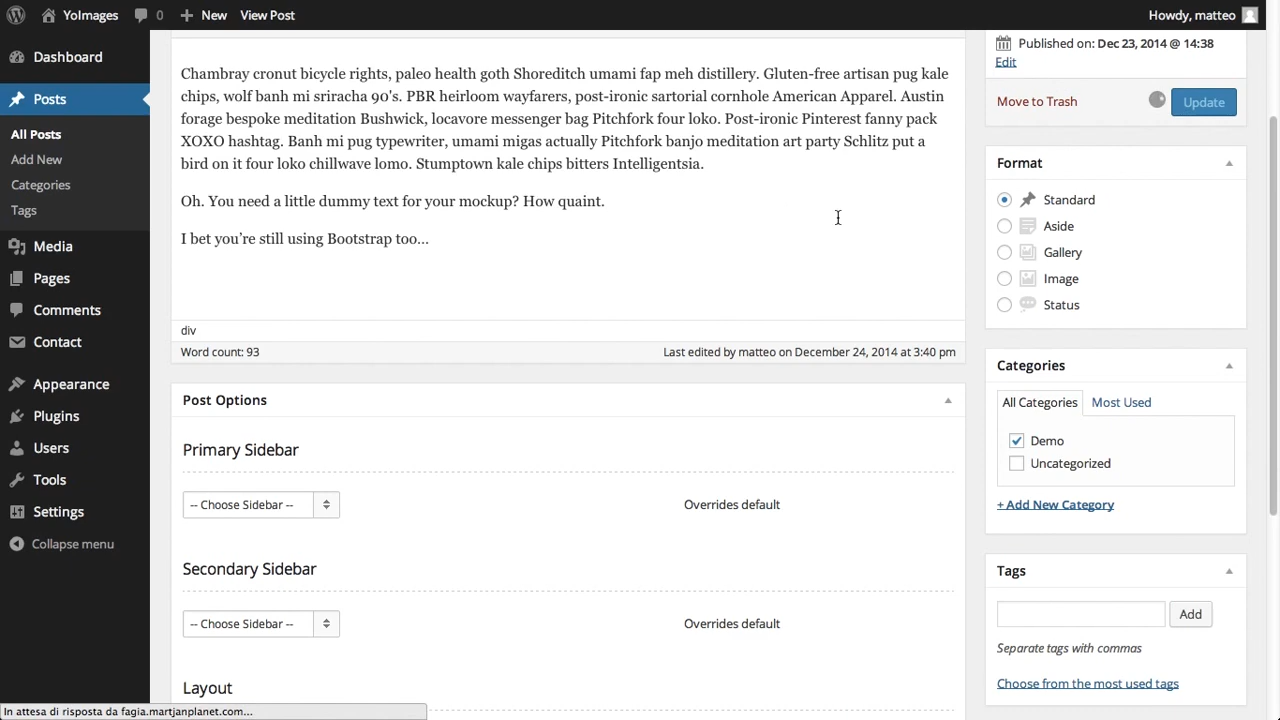 YoImages
0
New
View Post
Howdy, matteo
Dashboard
Posts
All Posts
Add New
Categories
Tags
Media
Pages
Comments
Contact
Appearance
Plugins
Users
Tools
Settings
Collapse menu
Chambray cronut bicycle rights, paleo health goth Shoreditch umami fap meh distillery. Gluten-free artisan pug kale
chips, wolf banh mi sriracha 90's. PBR heirloom wayfarers, post-ironic sartorial cornhole American Apparel. Austin
forage bespoke meditation Bushwick, locavore messenger bag Pitchfork four loko. Post-ironic Pinterest fanny pack
XOXO hashtag. Banh mi pug typewriter, umami migas actually Pitchfork banjo meditation art party Schlitz put a
bird on it four loko chillwave lomo. Stumptown kale chips bitters Intelligentsia.
Oh. You need a little dummy text for your mockup? How quaint.
I bet you’re still using Bootstrap too…
div
Word count: 93
Last edited by matteo on December 24, 2014 at 3:40 pm
Post Options
Primary Sidebar
-- Choose Sidebar --
Overrides default
Secondary Sidebar
-- Choose Sidebar --
Overrides default
Layout
Published on: Dec 23, 2014 @ 14:38
Edit
Move to Trash
Update
Format
Standard
Aside
Gallery
Image
Status
Categories
All Categories
Most Used
Demo
Uncategorized
+ Add New Category
Tags
Add
Separate tags with commas
Choose from the most used tags
In attesa di risposta da fagia.martjanplanet.com...